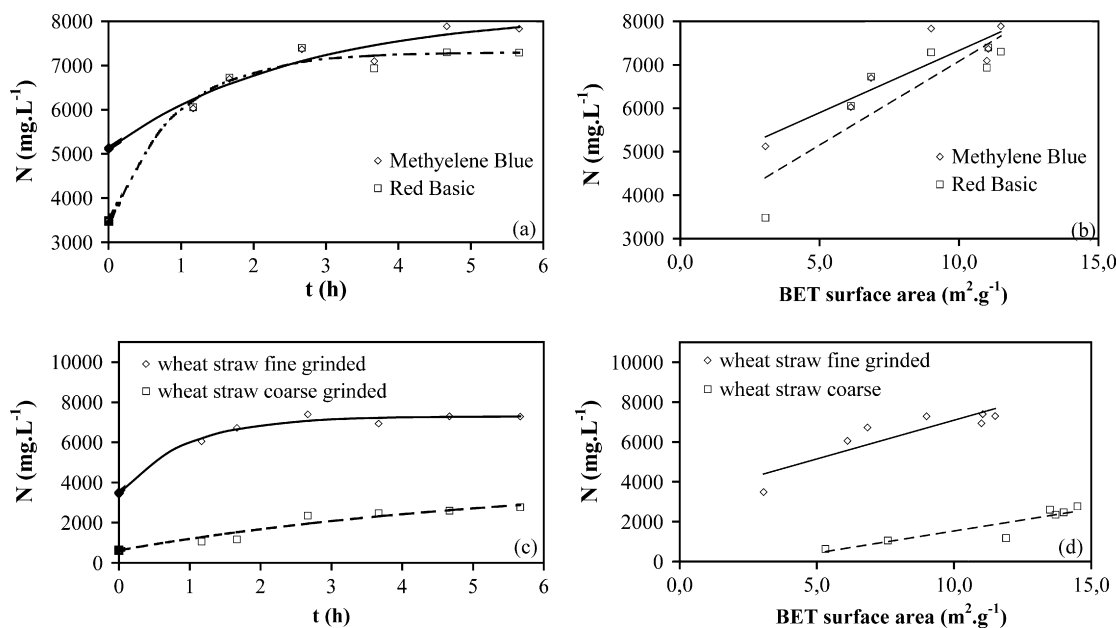 8000
7000
6000
5000
4000
3000
N (mg.L⁻¹)
Methyelene Blue
Red Basic
(a)
0 1 2 3 4 5 6
t (h)
8000
7000
6000
5000
4000
3000
N (mg.L⁻¹)
Methylene Blue
Red Basic
(b)
0,0 5,0 10,0 15,0
BET surface area (m².g⁻¹)
10000
8000
6000
4000
2000
0
N (mg.L⁻¹)
wheat straw fine grinded
wheat straw coarse grinded
(c)
0 1 2 3 4 5 6
t (h)
10000
8000
6000
4000
2000
0
N (mg.L⁻¹)
wheat straw fine grinded
wheat straw coarse
(d)
0,0 5,0 10,0 15,0
BET surface area (m².g⁻¹)